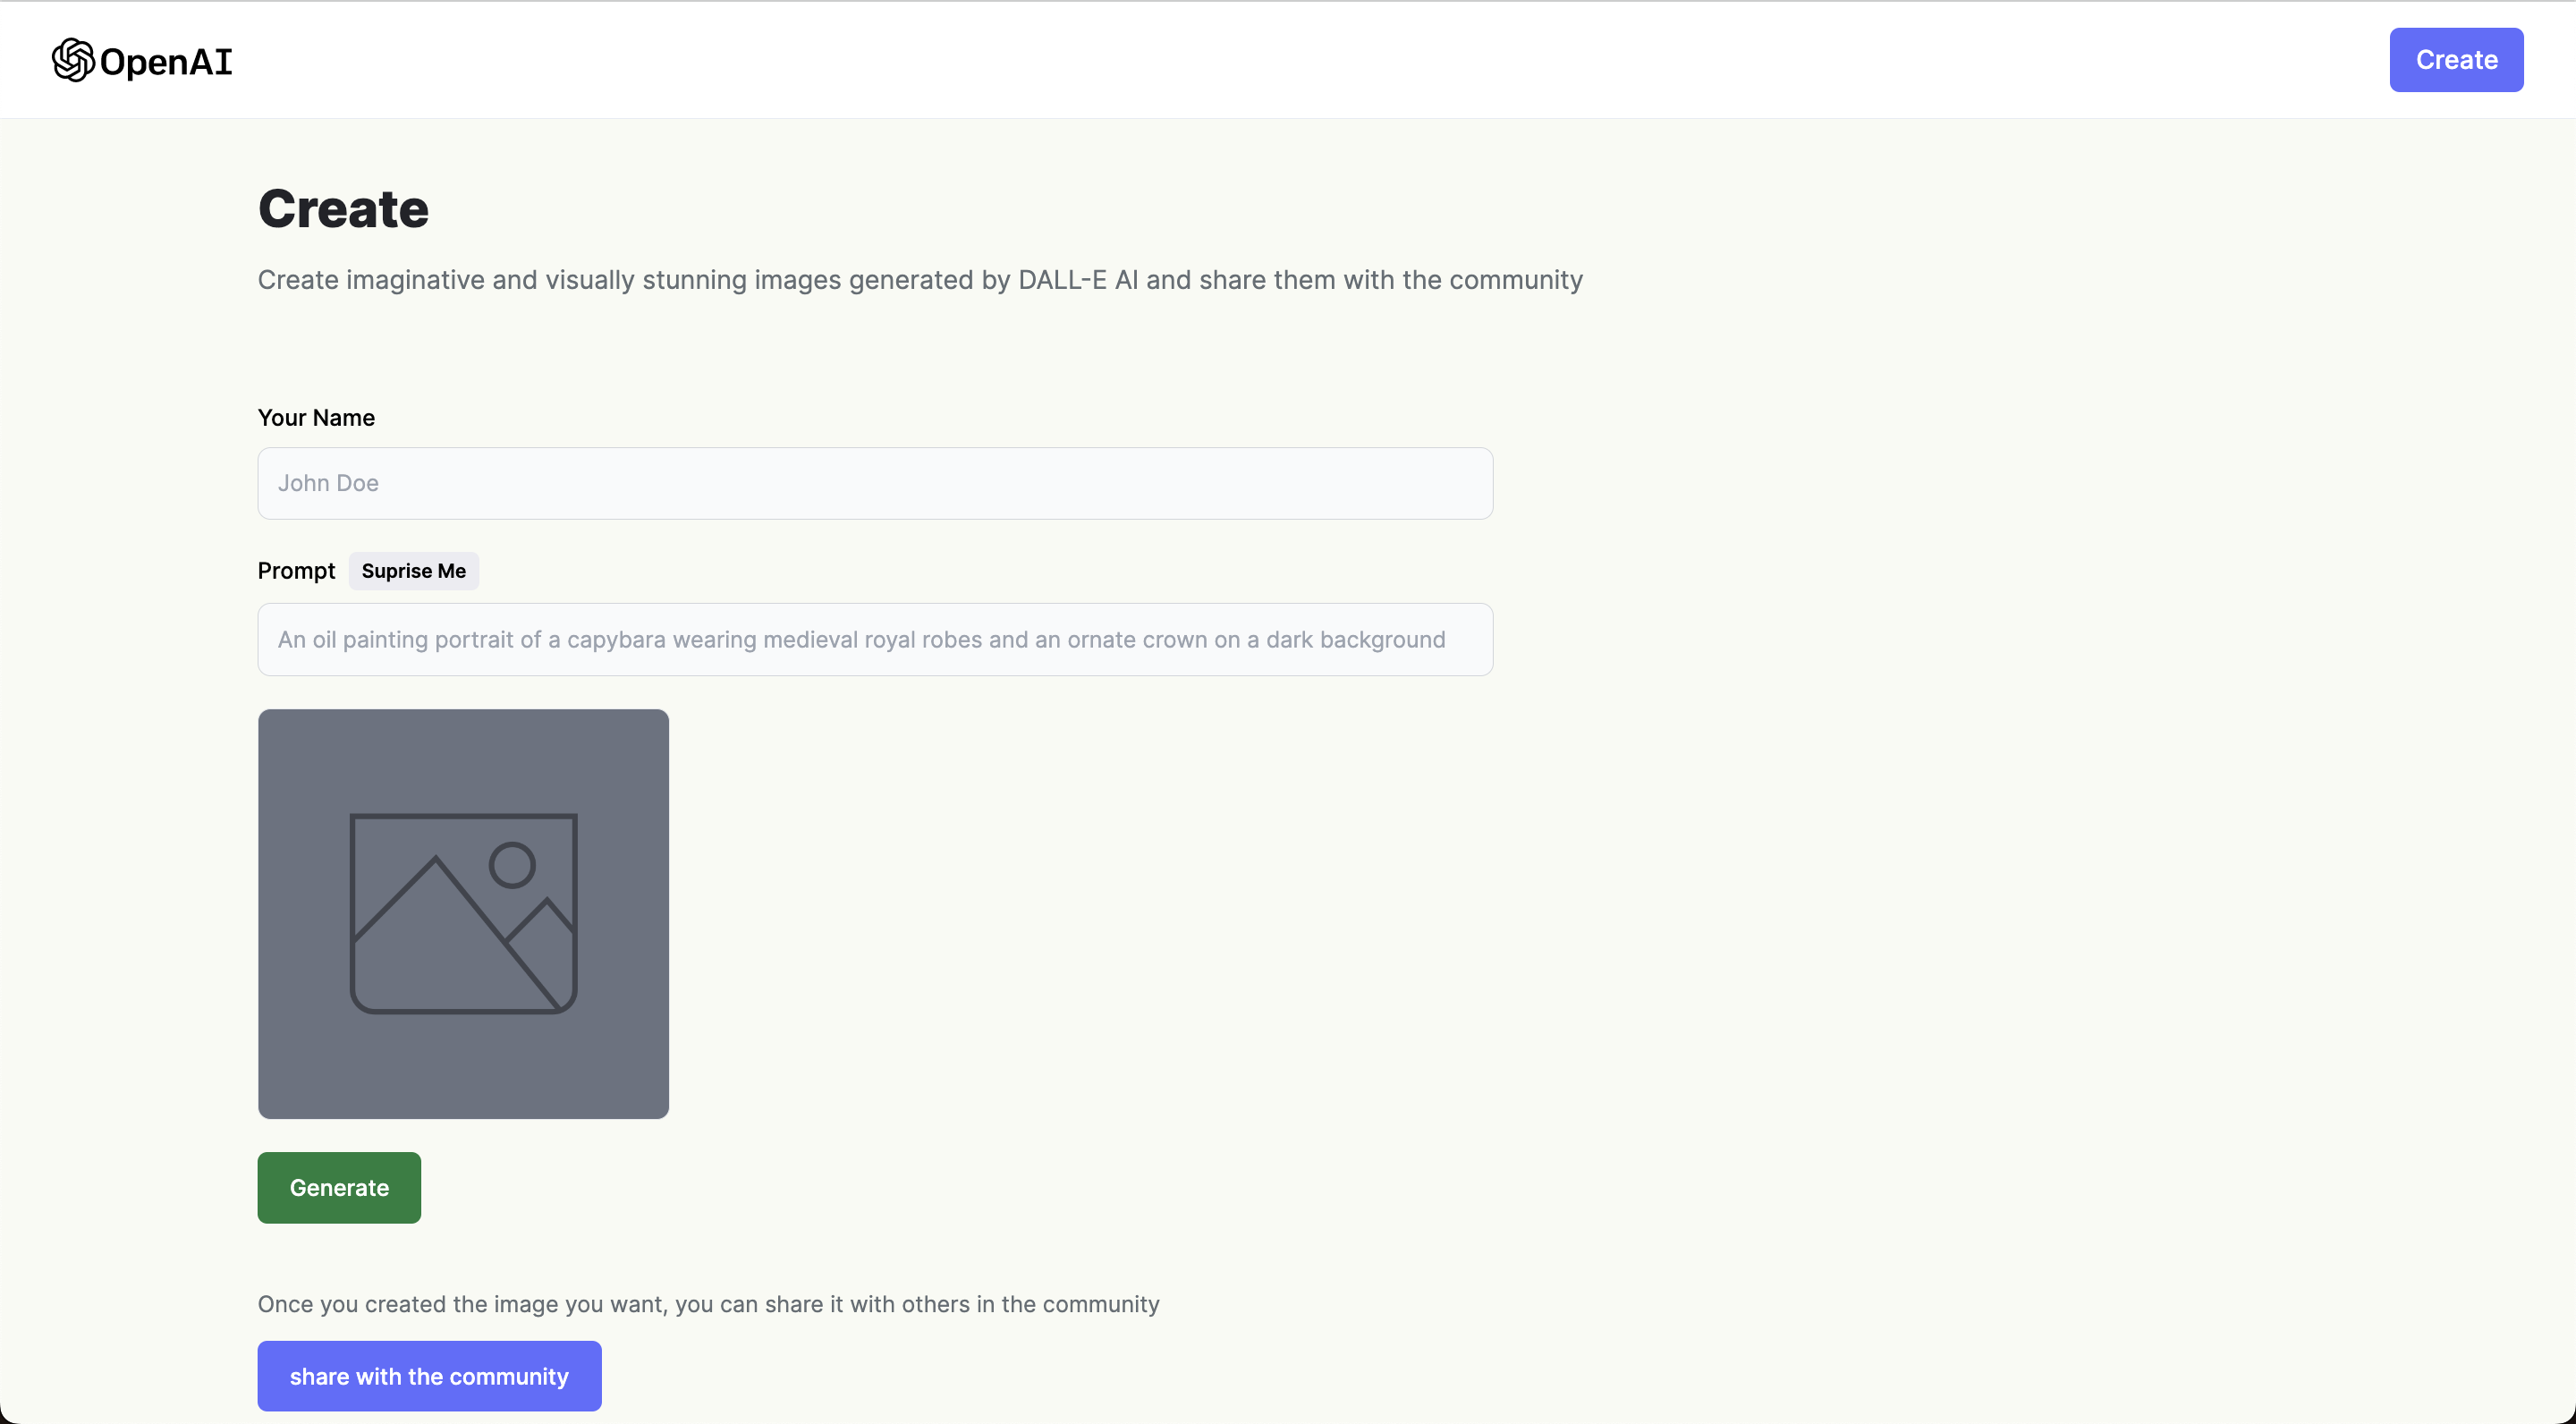 OpenAI
Create
Create
Create imaginative and visually stunning images generated by DALL-E AI and share them with the community
Your Name
John Doe
Prompt Suprise Me
An oil painting portrait of a capybara wearing medieval royal robes and an ornate crown on a dark background
Generate
Once you created the image you want, you can share it with others in the community
share with the community